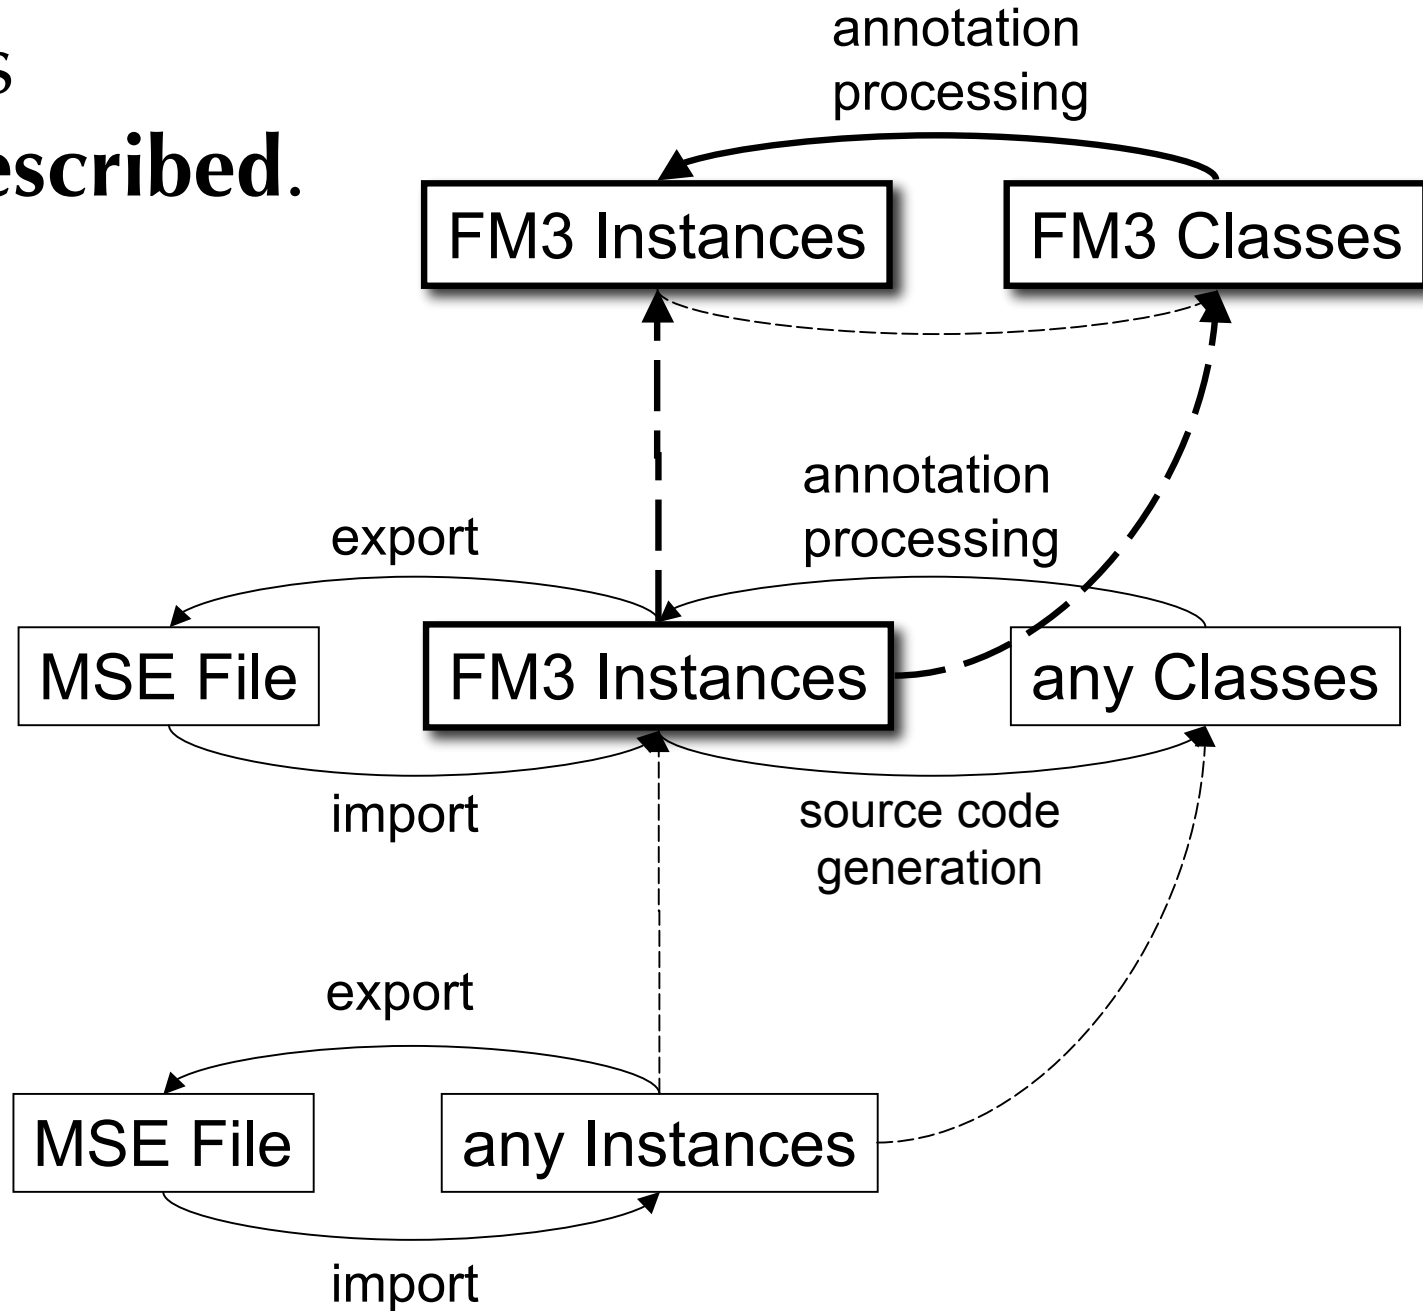 s
escribed.
annotation
processing
FM3 Instances
FM3 Classes
annotation
processing
export
MSE File
FM3 Instances
any Classes
import
source code
generation
export
MSE File
any Instances
import